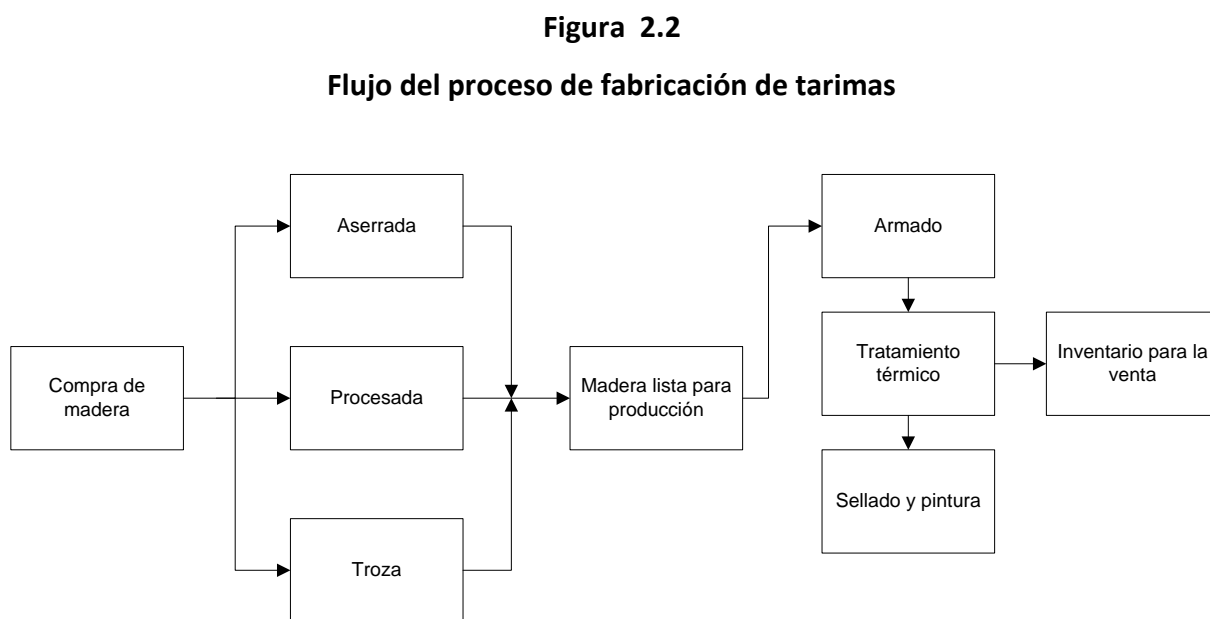 Figura 2.2
Flujo del proceso de fabricación de tarimas
Compra de
madera
Aserrada
Procesada
Troza
Madera lista para
producción
Armado
Tratamiento
térmico
Sellado y pintura
Inventario para la
venta